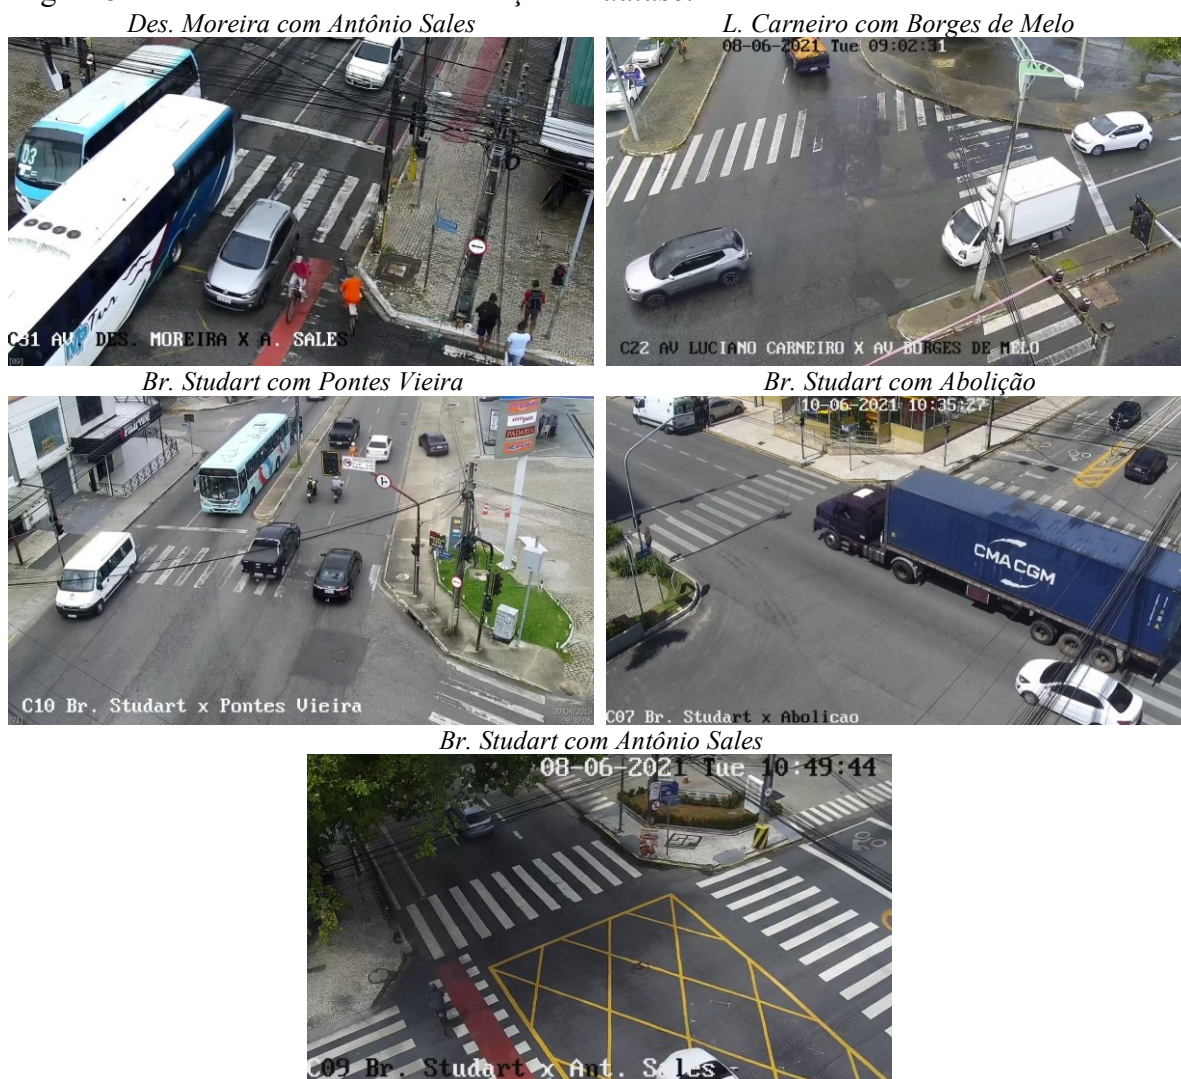 Des. Moreira com Antônio Sales
L. Carneiro com Borges de Melo
03
C31 AV. DES. MOREIRA X A. SALES
08-06-2021 Tue 09:02:31
C22 AV LUCIANO CARNEIRO X AV BORGES DE MELO
Br. Studart com Pontes Vieira
Br. Studart com Abolição
PADARIA
C10 Br. Studart x Pontes Vieira
10-06-2021 10:35:27
CMA CGM
C07 Br. Studart x Abolicao
Br. Studart com Antônio Sales
08-06-2021 Tue 10:49:44
C09 Br. Studart x Ant. Sales